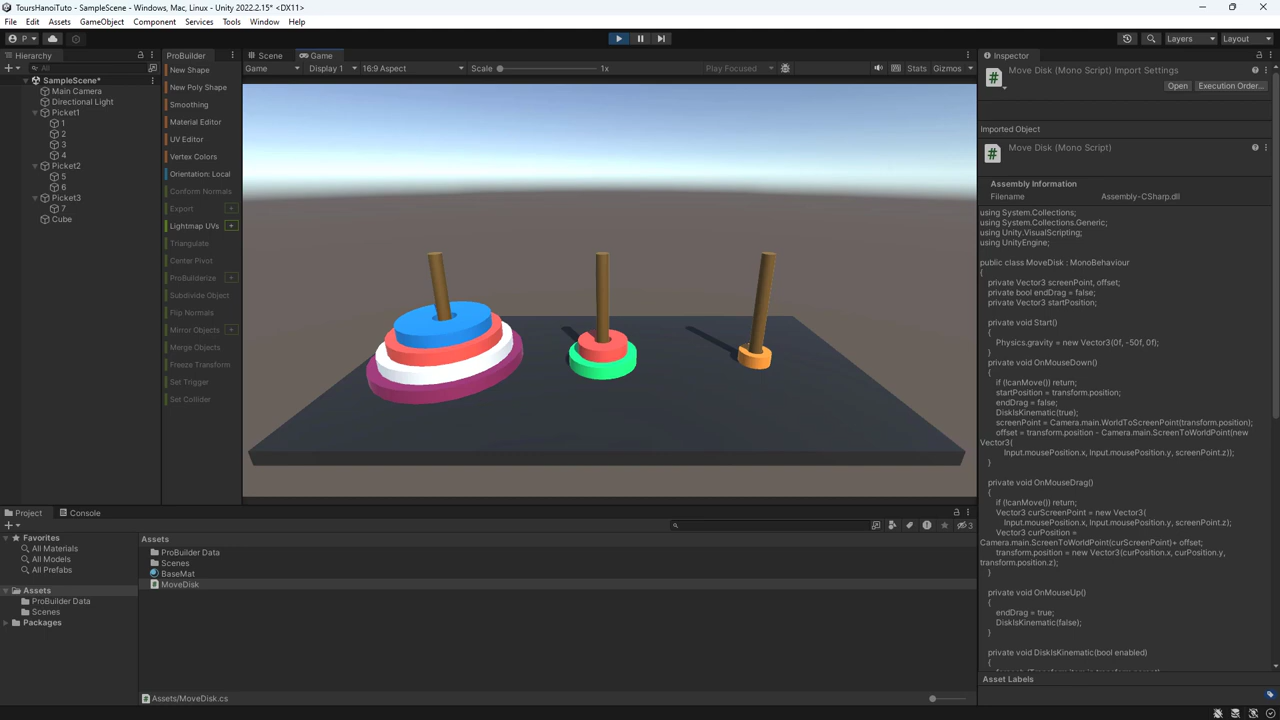 ToursHanoiTuto - SampleScene - Windows, Mac, Linux - Unity 2022.2.15* <DX11>
File Edit Assets GameObject Component Services Tools Window Help
P
Layers Layout
Hierarchy
All
SampleScene*
Main Camera
Directional Light
Picket1
1
2
3
4
Picket2
5
6
Picket3
7
Cube
ProBuilder
New Shape
New Poly Shape
Smoothing
Material Editor
UV Editor
Vertex Colors
Orientation: Local
Conform Normals
Export +
Lightmap UVs +
Triangulate
Center Pivot
ProBuilderize +
Subdivide Object
Flip Normals
Mirror Objects +
Merge Objects
Freeze Transform
Set Trigger
Set Collider
Scene Game
Game Display 1 16:9 Aspect Scale 1x Play Focused Stats Gizmos
Inspector
Move Disk (Mono Script) Import Settings
Open Execution Order...
Imported Object
Move Disk (Mono Script)
Assembly Information
Filename Assembly-CSharp.dll
using System.Collections;
using System.Collections.Generic;
using Unity.VisualScripting;
using UnityEngine;
public class MoveDisk : MonoBehaviour
{
private Vector3 screenPoint, offset;
private bool endDrag = false;
private Vector3 startPosition;
private void Start()
{
Physics.gravity = new Vector3(0f, -50f, 0f);
}
private void OnMouseDown()
{
if (!canMove()) return;
startPosition = transform.position;
endDrag = false;
DiskIsKinematic(true);
screenPoint = Camera.main.WorldToScreenPoint(transform.position);
offset = transform.position - Camera.main.ScreenToWorldPoint(new
Vector3(
Input.mousePosition.x, Input.mousePosition.y, screenPoint.z));
}
private void OnMouseDrag()
{
if (!canMove()) return;
Vector3 curScreenPoint = new Vector3(
Input.mousePosition.x, Input.mousePosition.y, screenPoint.z);
Vector3 curPosition =
Camera.main.ScreenToWorldPoint(curScreenPoint)+ offset;
transform.position = new Vector3(curPosition.x, curPosition.y,
transform.position.z);
}
private void OnMouseUp()
{
endDrag = true;
DiskIsKinematic(false);
}
private void DiskIsKinematic(bool enabled)
{
Asset Labels
Project Console
Favorites
All Materials
All Models
All Prefabs
Assets
ProBuilder Data
Scenes
Packages
3
Assets
ProBuilder Data
Scenes
BaseMat
MoveDisk
Assets/MoveDisk.cs